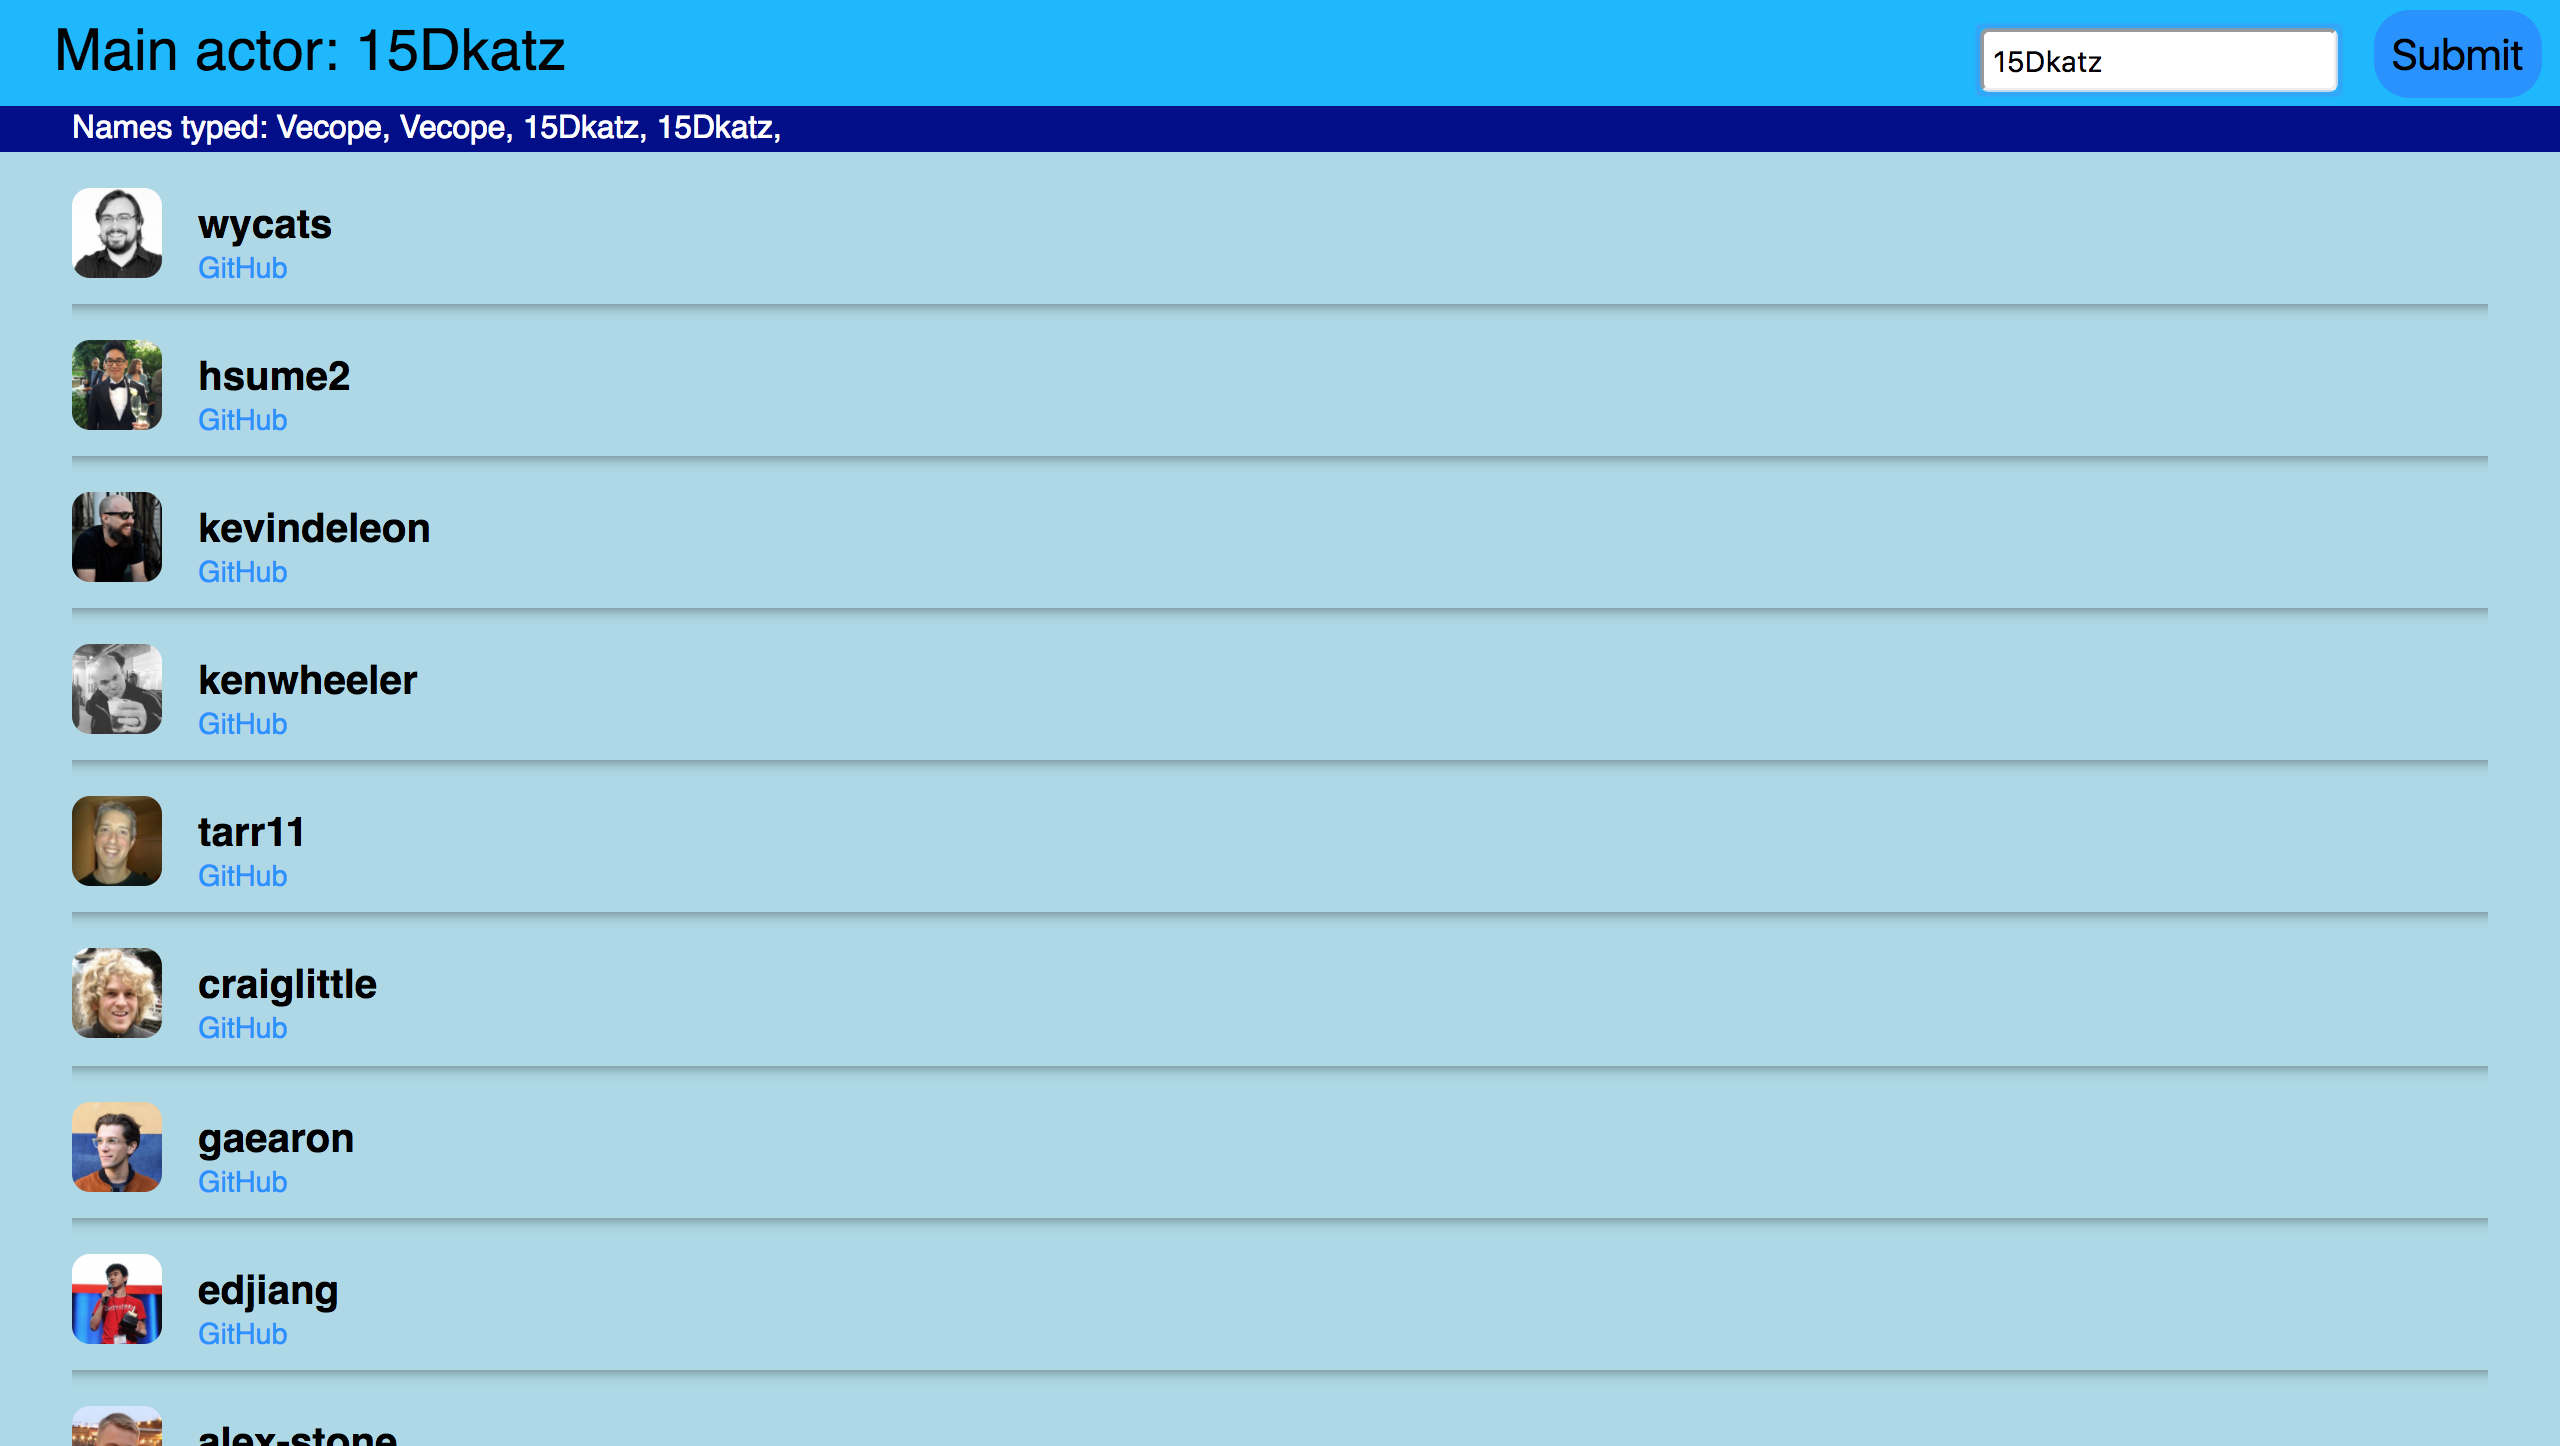 Main actor: 15Dkatz
15Dkatz
Submit
Names typed: Vecope, Vecope, 15Dkatz, 15Dkatz,
wycats
GitHub
hsume2
GitHub
kevindeleon
GitHub
kenwheeler
GitHub
tarr11
GitHub
craiglittle
GitHub
gaearon
GitHub
edjiang
GitHub
alex-stone